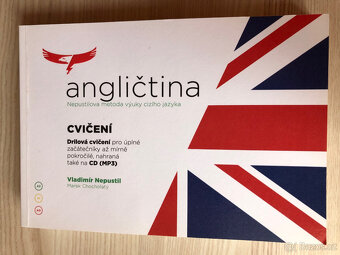 angličtina
Nepustilova metoda výuky cizího jazyka
CVIČENÍ
Drilová cvičení pro úplné
začátečníky až mírně
pokročilé, nahraná
také na CD (MP3)
Vladimír Nepustil
Marek Chocholatý